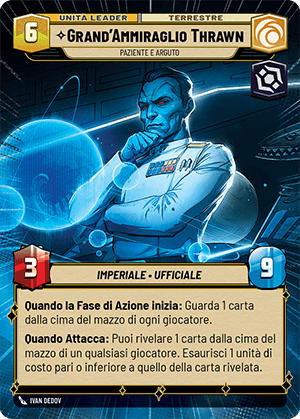 UNITA LEADER
TERRESTRE
6
✧GRAND'AMMIRAGLIO THRAWN
PAZIENTE E ARGUTO
3
9
IMPERIALE • UFFICIALE
Quando la Fase di Azione inizia: Guarda 1 carta
dalla cima del mazzo di ogni giocatore.
Quando Attacca: Puoi rivelare 1 carta dalla cima del
mazzo di un qualsiasi giocatore. Esaurisci 1 unità di
costo pari o inferiore a quello della carta rivelata.
IVAN DEDOV